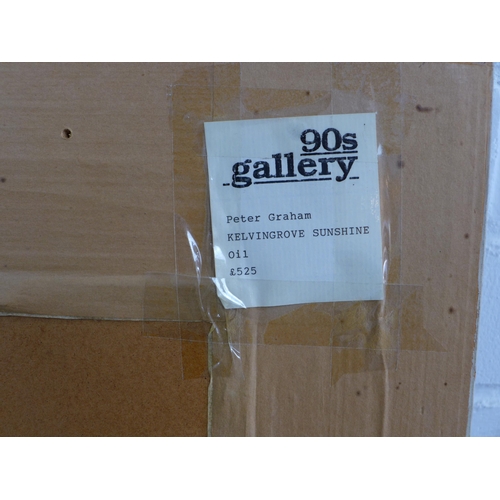 90s
gallery
Peter Graham
KELVINGROVE SUNSHINE
Oil
£525